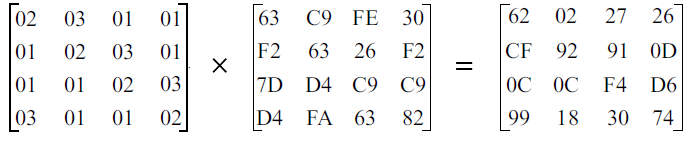 02 03 01 01 63 C9 FE 30 62 02 27 26
01 02 03 01 F2 63 26 F2 CF 92 91 0D
× =
01 01 02 03 7D D4 C9 C9 0C 0C F4 D6
03 01 01 02 D4 FA 63 82 99 18 30 74